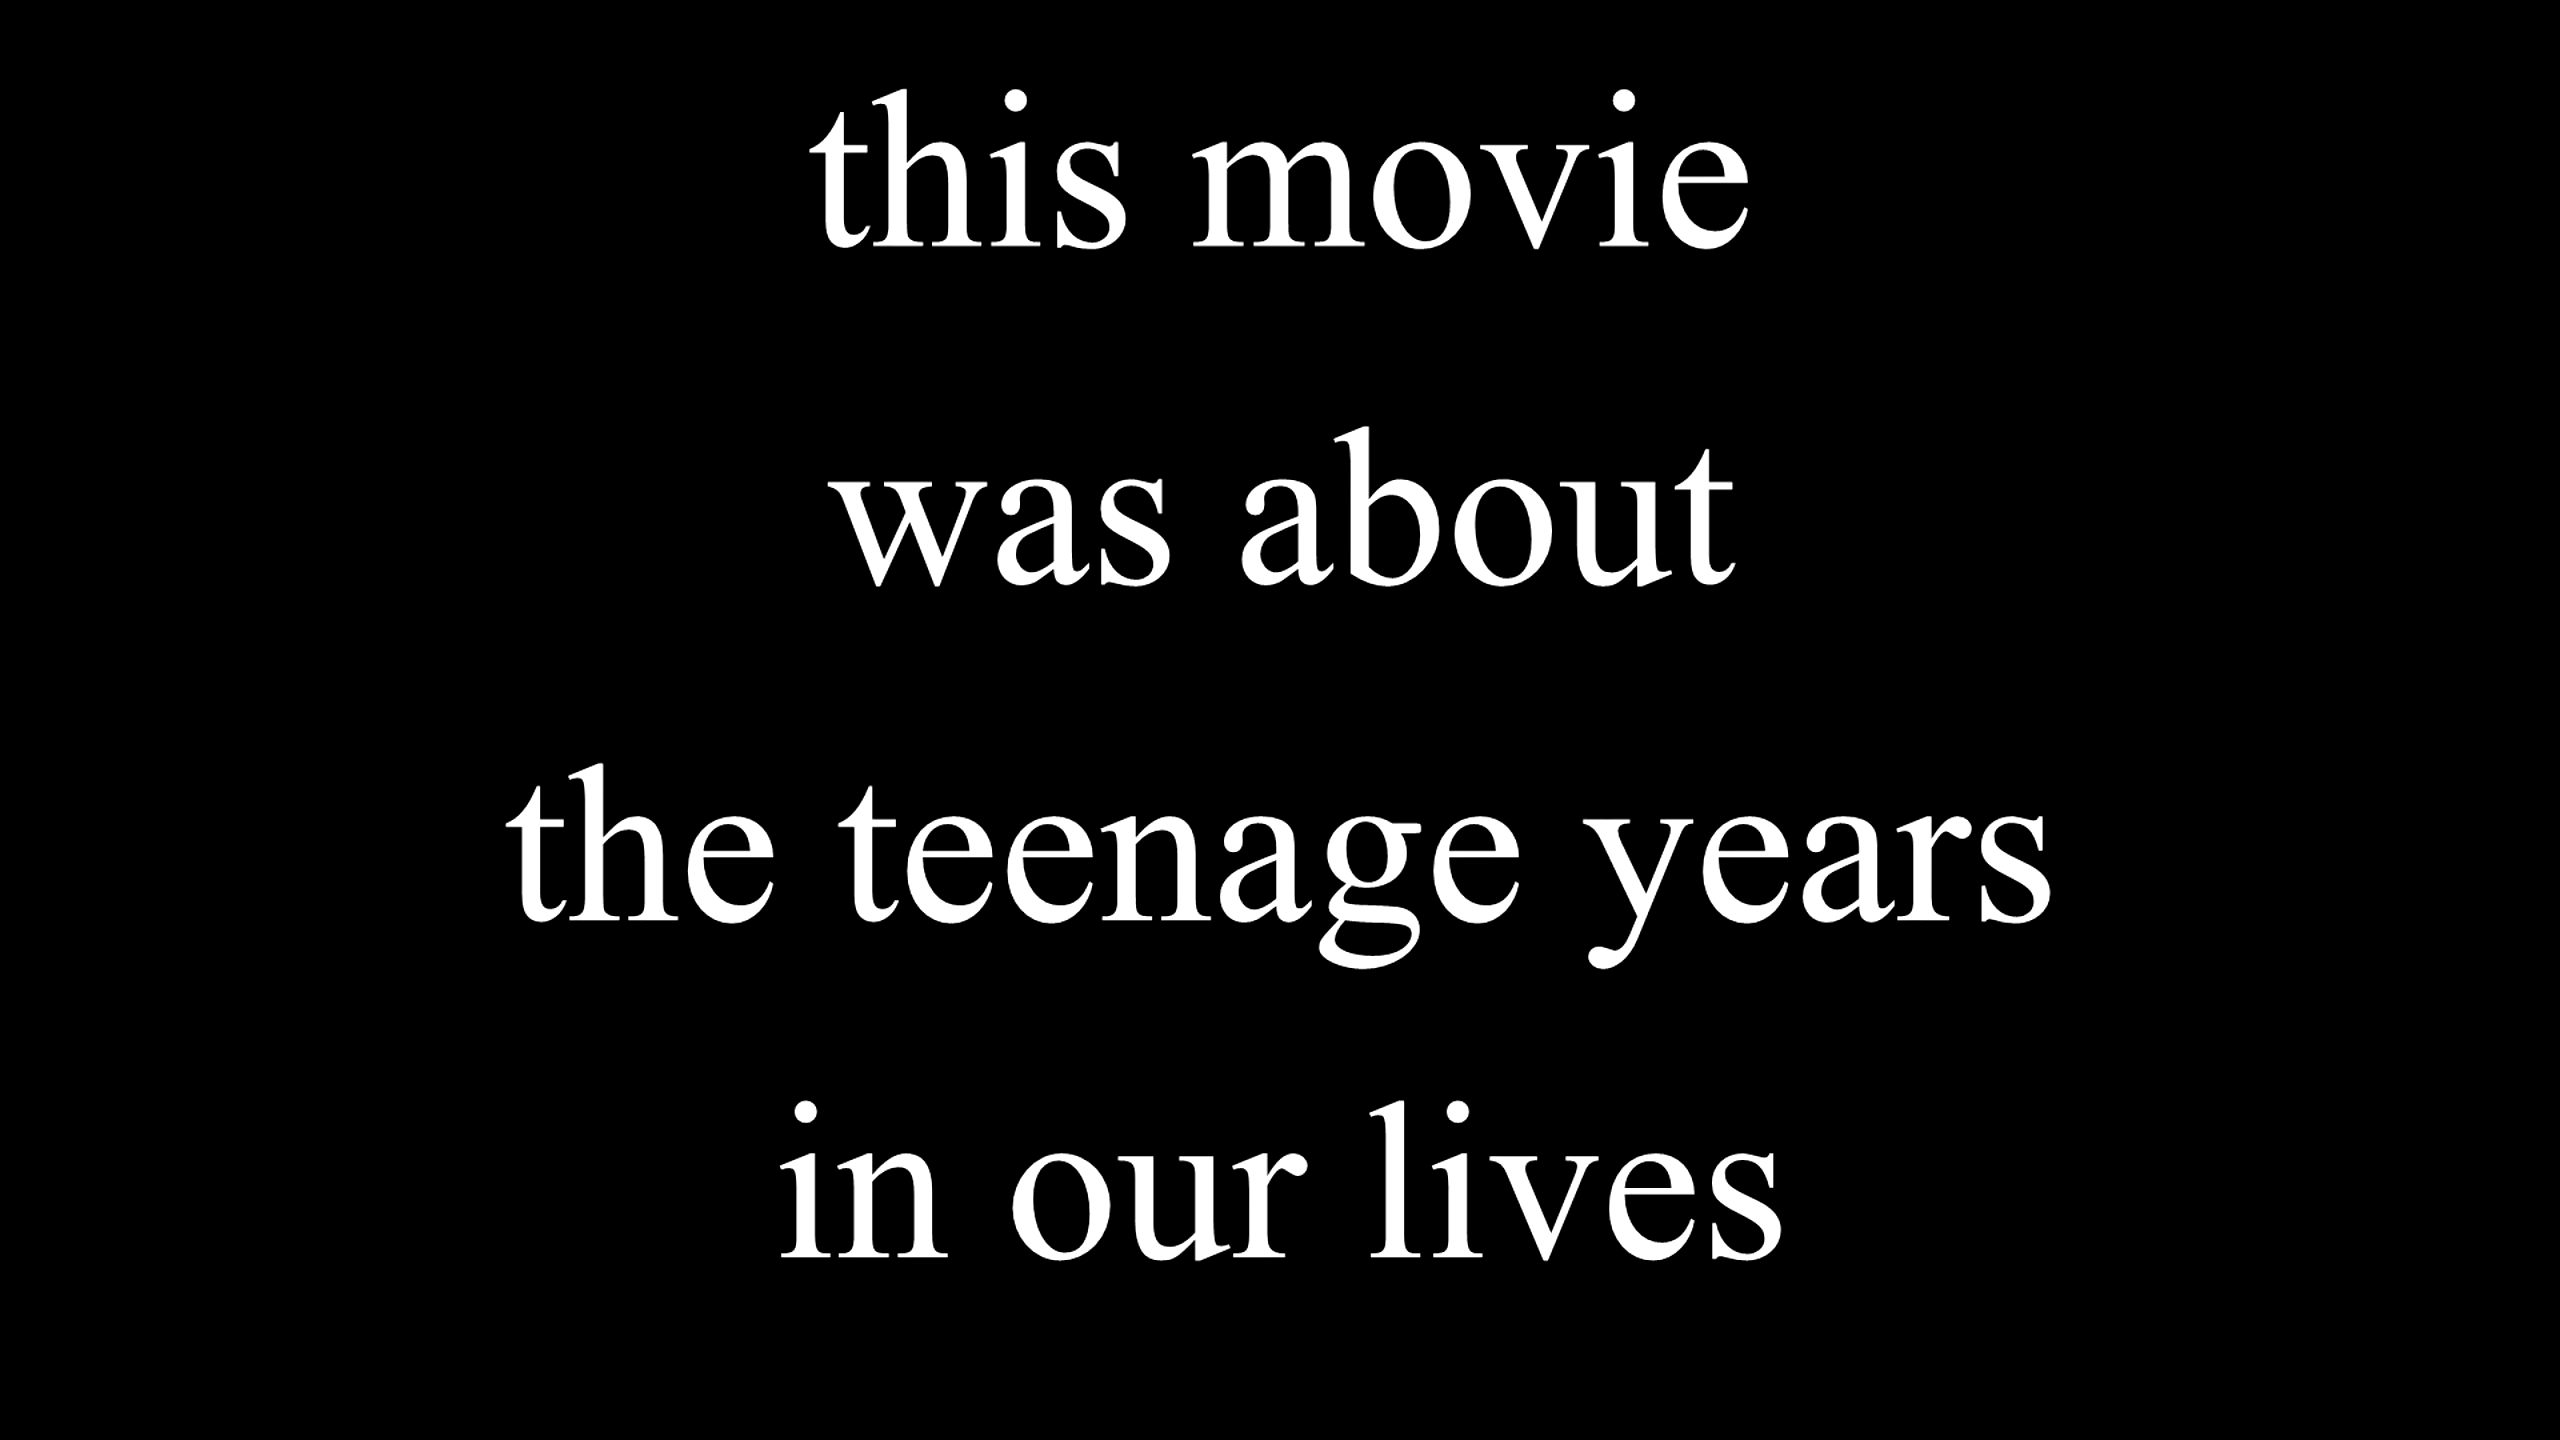 this movie
was about
the teenage years
in our lives